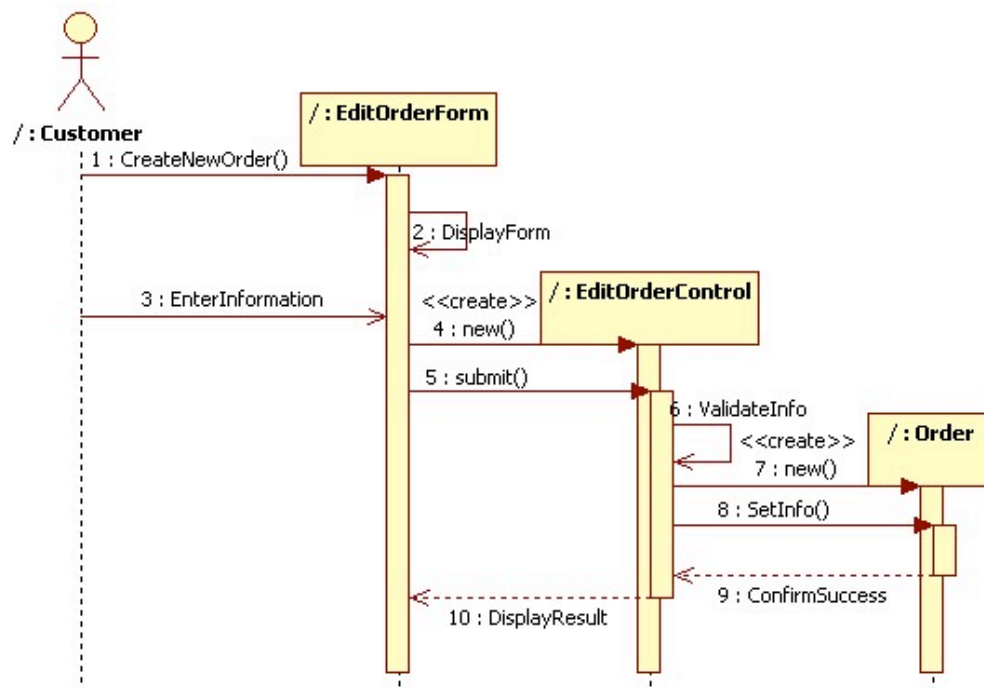 / : EditOrderForm
/ : Customer
1 : CreateNewOrder()
2 : DisplayForm
/ : EditOrderControl
3 : EnterInformation
<<create>>
4 : new()
5 : submit()
6 : ValidateInfo
/ : Order
<<create>>
7 : new()
8 : SetInfo()
9 : ConfirmSuccess
10 : DisplayResult